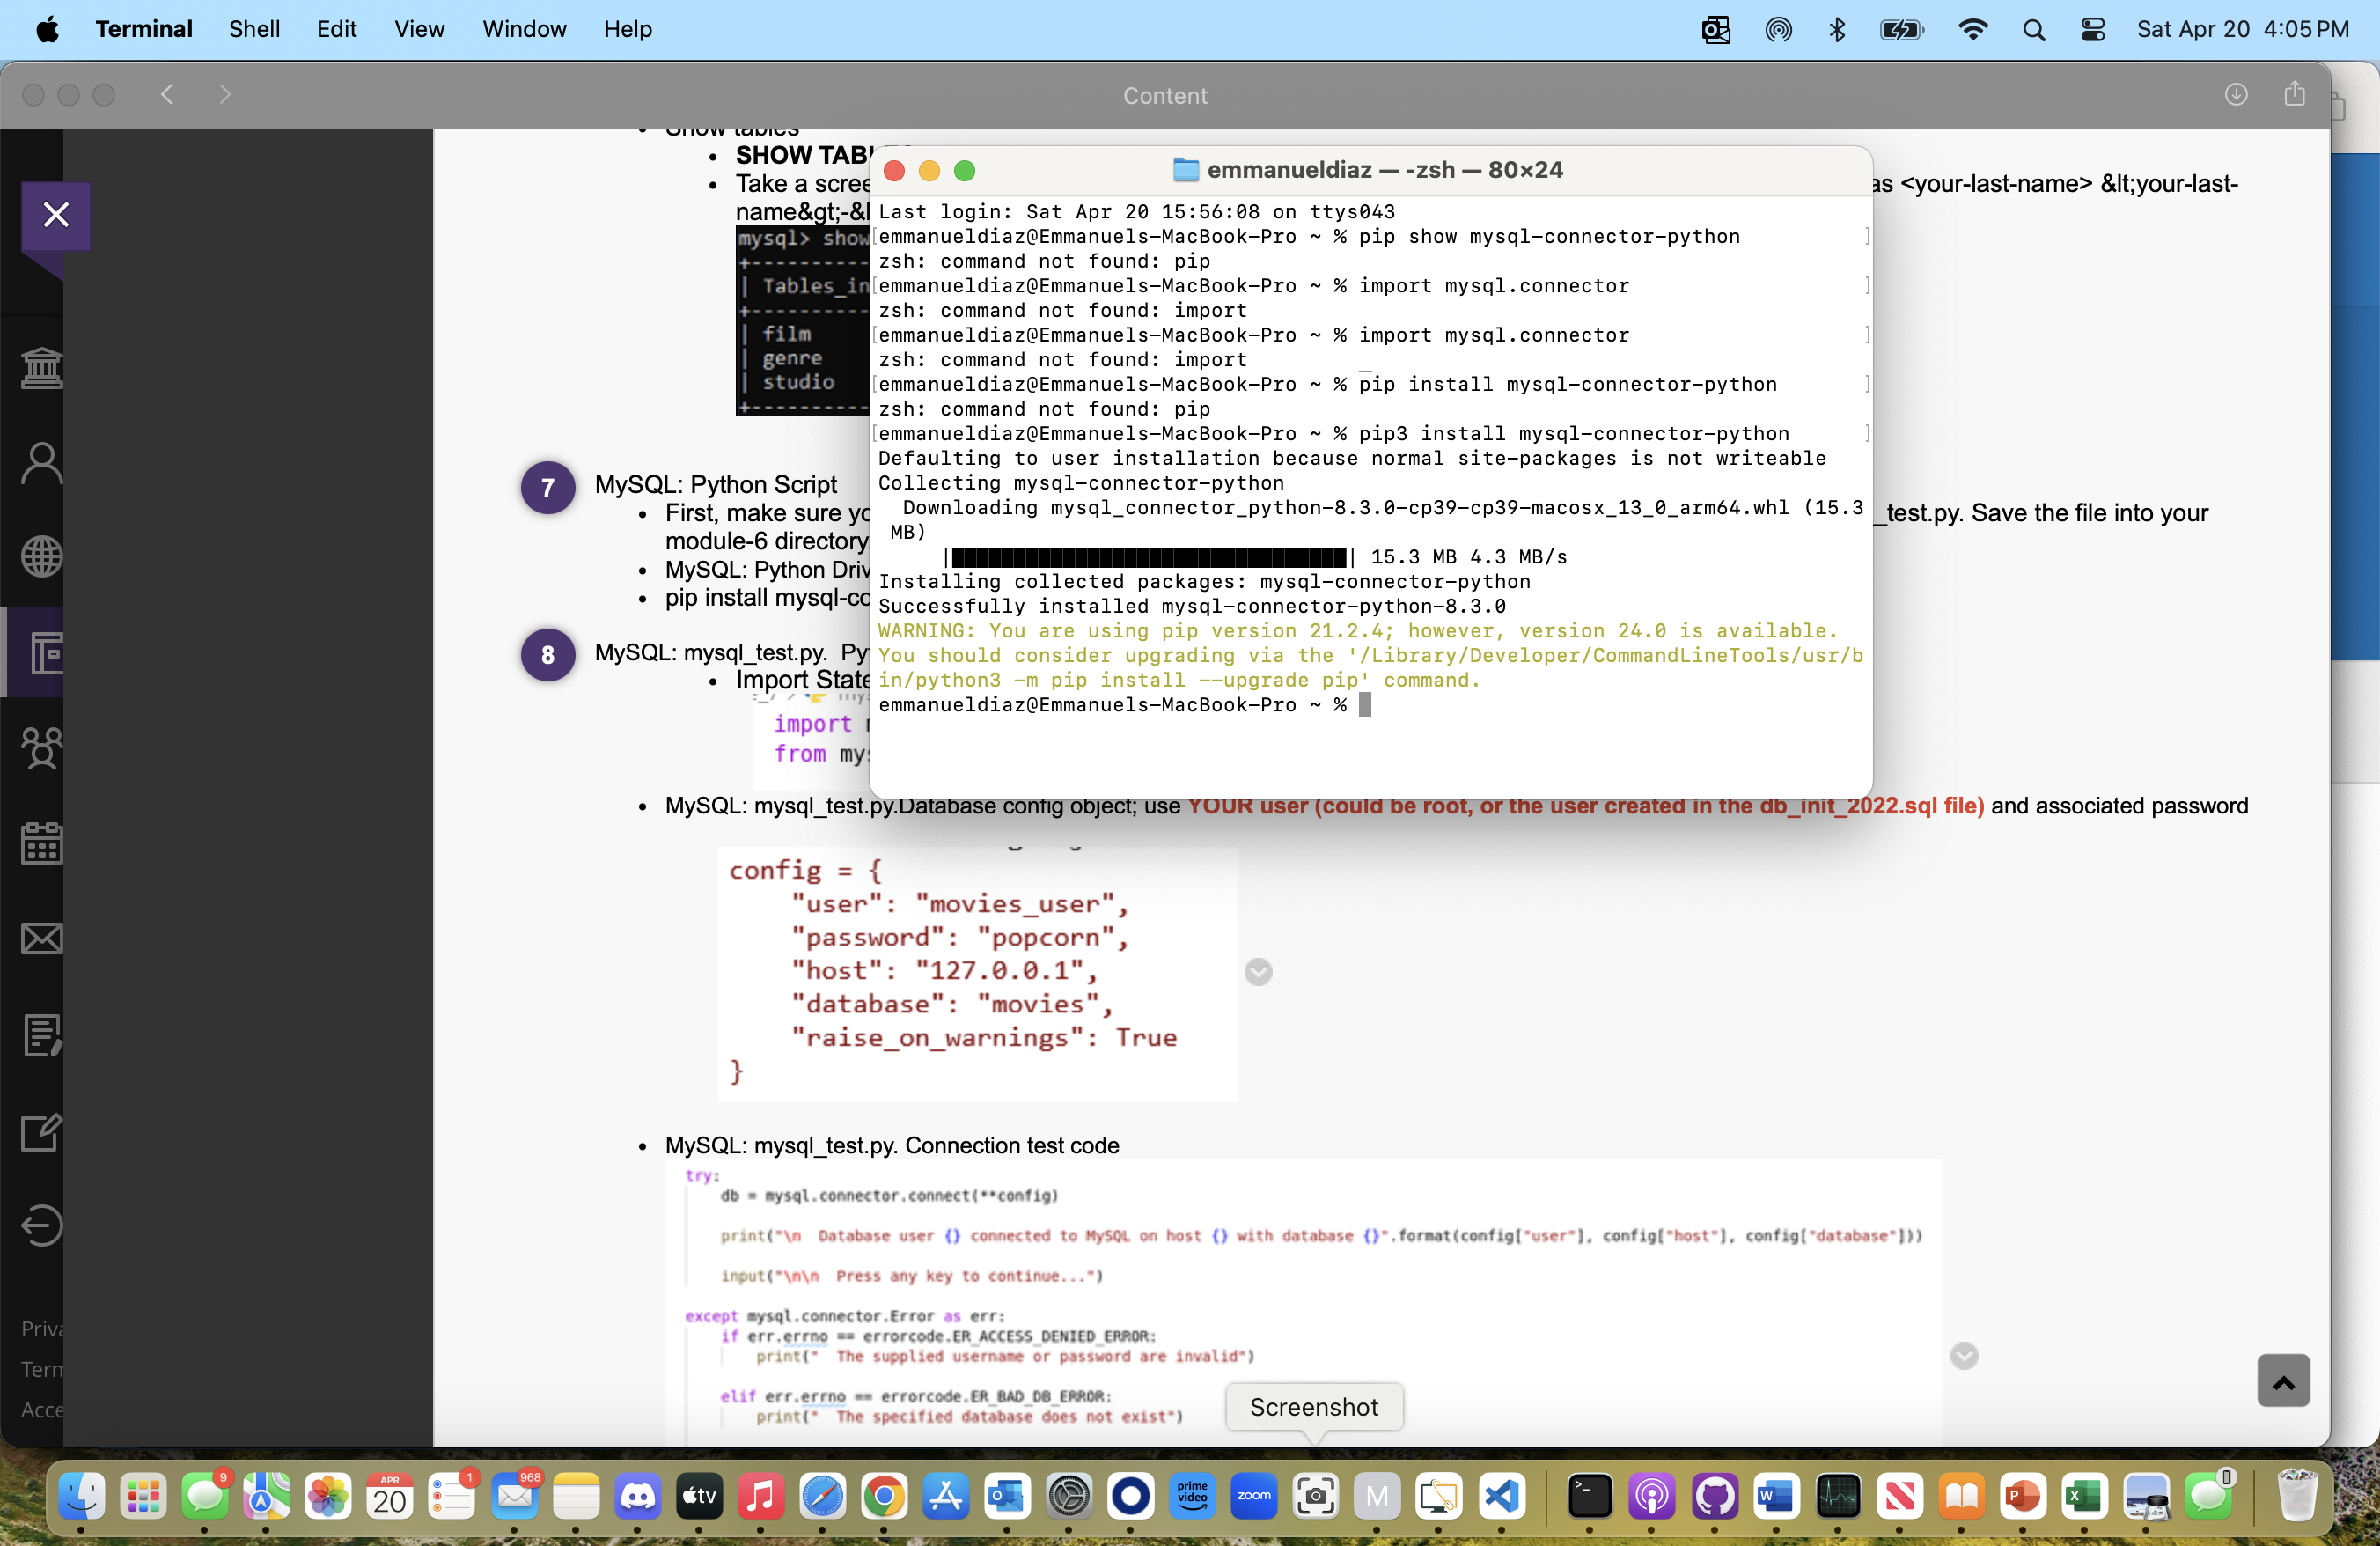 Terminal Shell Edit View Window Help Sat Apr 20 4:05 PM
Content
Show tables
SHOW TAB
Take a scree
as <your-last-name> &lt;your-last-
name&gt;-&l
mysql> show
Tables_in
film
genre
studio
emmanueldiaz — -zsh — 80×24
Last login: Sat Apr 20 15:56:08 on ttys043
emmanueldiaz@Emmanuels-MacBook-Pro ~ % pip show mysql-connector-python
zsh: command not found: pip
emmanueldiaz@Emmanuels-MacBook-Pro ~ % import mysql.connector
zsh: command not found: import
emmanueldiaz@Emmanuels-MacBook-Pro ~ % import mysql.connector
zsh: command not found: import
emmanueldiaz@Emmanuels-MacBook-Pro ~ % pip install mysql-connector-python
zsh: command not found: pip
emmanueldiaz@Emmanuels-MacBook-Pro ~ % pip3 install mysql-connector-python
Defaulting to user installation because normal site-packages is not writeable
Collecting mysql-connector-python
Downloading mysql_connector_python-8.3.0-cp39-cp39-macosx_13_0_arm64.whl (15.3
MB)
15.3 MB 4.3 MB/s
Installing collected packages: mysql-connector-python
Successfully installed mysql-connector-python-8.3.0
WARNING: You are using pip version 21.2.4; however, version 24.0 is available.
You should consider upgrading via the '/Library/Developer/CommandLineTools/usr/b
in/python3 -m pip install --upgrade pip' command.
emmanueldiaz@Emmanuels-MacBook-Pro ~ %
7 MySQL: Python Script
First, make sure yo
_test.py. Save the file into your
module-6 directory
MySQL: Python Driv
pip install mysql-co
8 MySQL: mysql_test.py. Py
Import State
import
from mys
MySQL: mysql_test.py.Database config object; use YOUR user (could be root, or the user created in the db_init_2022.sql file) and associated password
config = {
"user": "movies_user",
"password": "popcorn",
"host": "127.0.0.1",
"database": "movies",
"raise_on_warnings": True
}
MySQL: mysql_test.py. Connection test code
try:
db = mysql.connector.connect(**config)
print("\n Database user {} connected to MySQL on host {} with database {}".format(config["user"], config["host"], config["database"]))
input("\n\n Press any key to continue...")
except mysql.connector.Error as err:
if err.errno == errorcode.ER_ACCESS_DENIED_ERROR:
print(" The supplied username or password are invalid")
elif err.errno == errorcode.ER_BAD_DB_ERROR:
print(" The specified database does not exist")
Priva
Term
Acce
Screenshot
9
APR
20
1
968
tv
prime video
zoom
M
W
P
X